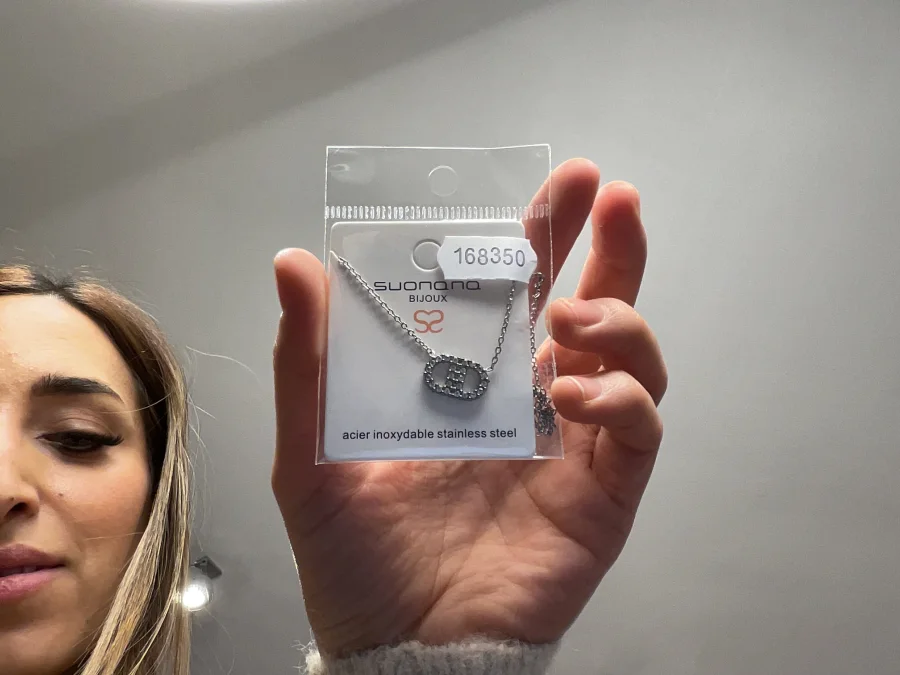 168350
suonana
BIJOUX
acier inoxydable stainless steel